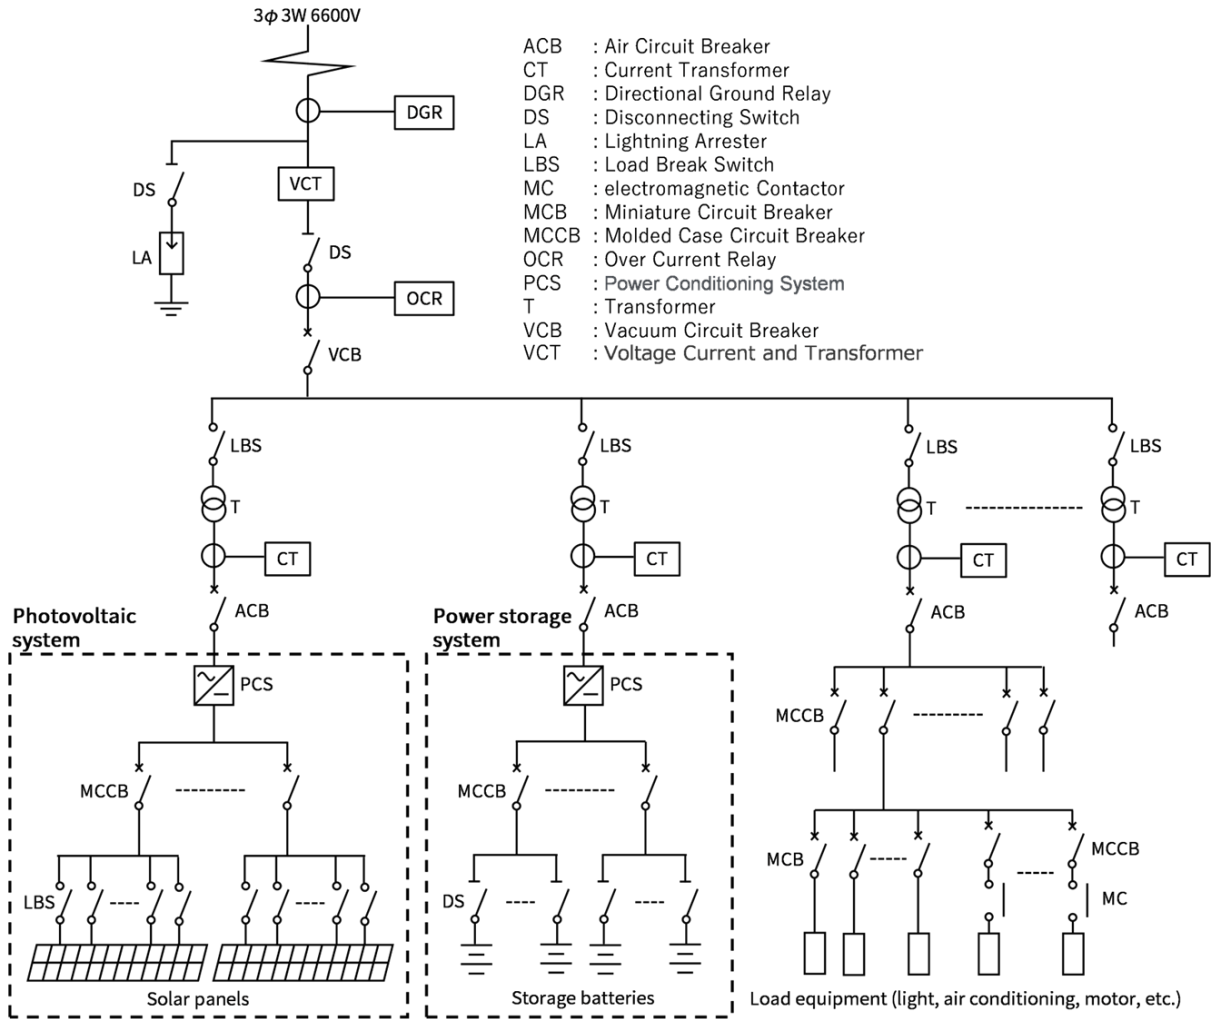 3φ 3W 6600V
ACB : Air Circuit Breaker
CT : Current Transformer
DGR : Directional Ground Relay
DS : Disconnecting Switch
LA : Lightning Arrester
LBS : Load Break Switch
MC : electromagnetic Contactor
MCB : Miniature Circuit Breaker
MCCB : Molded Case Circuit Breaker
OCR : Over Current Relay
PCS : Power Conditioning System
T : Transformer
VCB : Vacuum Circuit Breaker
VCT : Voltage Current and Transformer
DGR
DS
VCT
LA
DS
OCR
VCB
LBS
LBS
LBS
LBS
T
T
T
T
CT
CT
CT
CT
ACB
ACB
ACB
ACB
Photovoltaic
system
PCS
MCCB
LBS
Solar panels
Power storage
system
PCS
MCCB
DS
Storage batteries
MCCB
MCB
MCCB
MC
Load equipment (light, air conditioning, motor, etc.)